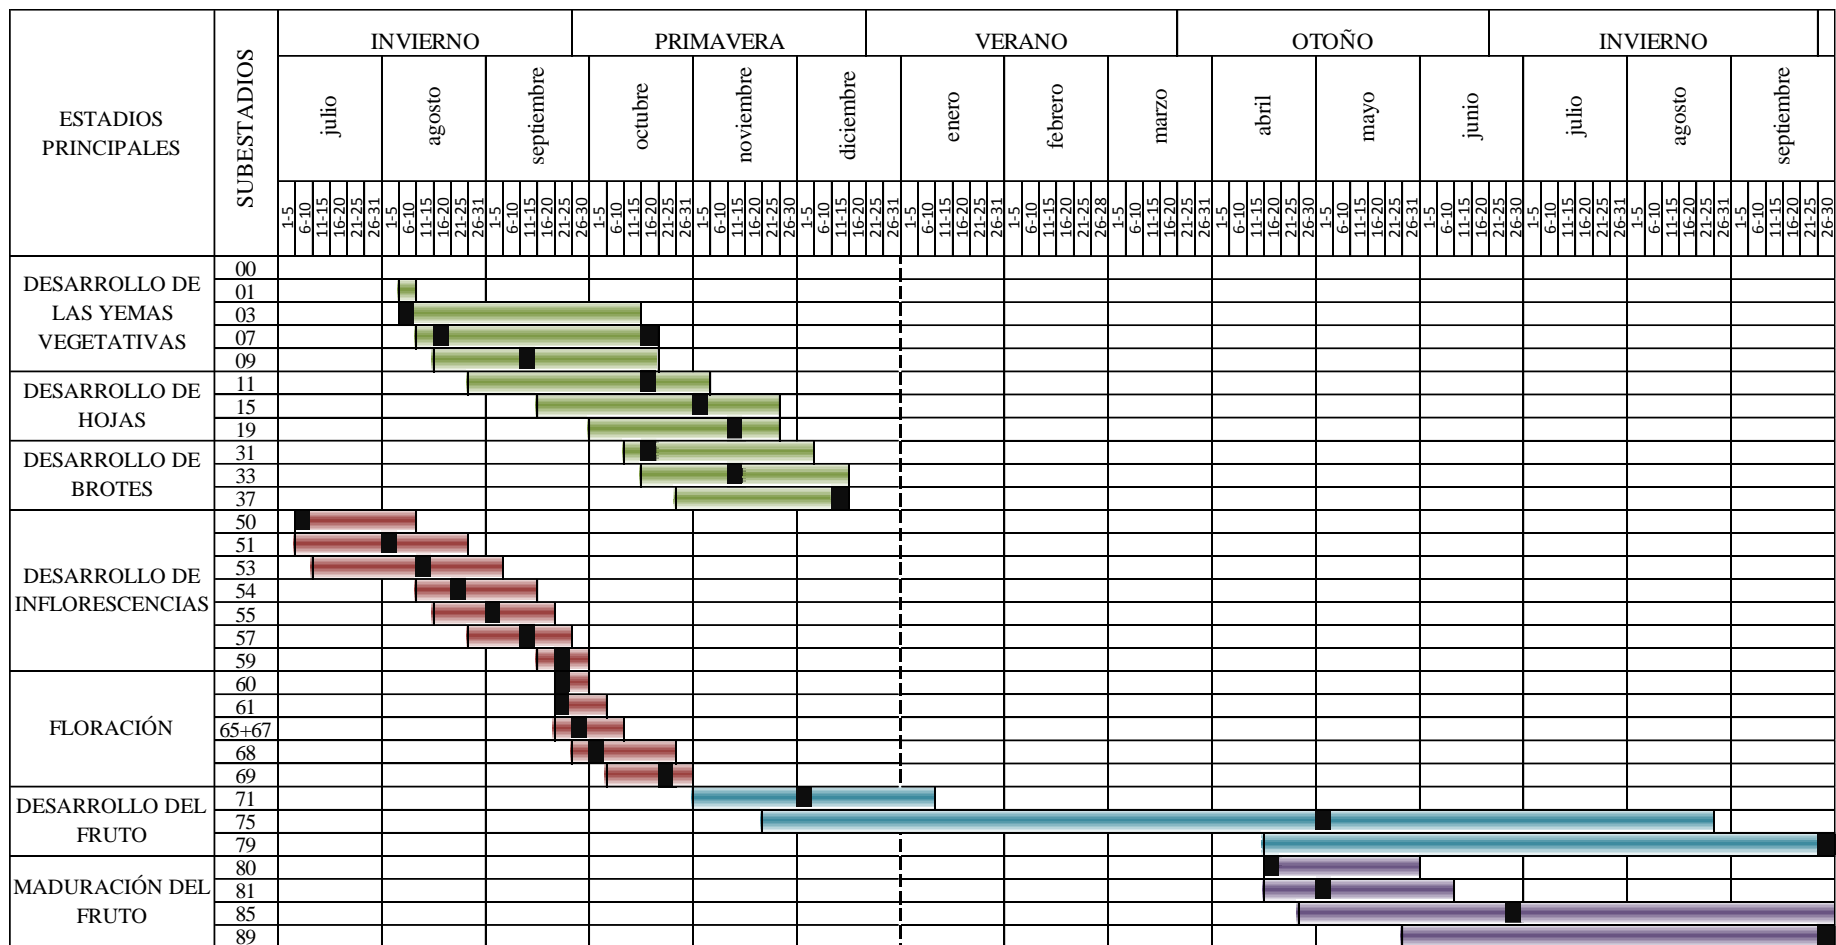 INVIERNO PRIMAVERA VERANO OTOÑO INVIERNO
ESTADIOS
PRINCIPALES
SUBESTADIOS
julio agosto septiembre octubre noviembre diciembre enero febrero marzo abril mayo junio julio agosto septiembre
1-5 6-10 11-15 16-20 21-25 26-31 1-5 6-10 11-15 16-20 21-25 26-31 1-5 6-10 11-15 16-20 21-25 26-30 1-5 6-10 11-15 16-20 21-25 26-31 1-5 6-10 11-15 16-20 21-25 26-30 1-5 6-10 11-15 16-20 21-25 26-31 1-5 6-10 11-15 16-20 21-25 26-31 1-5 6-10 11-15 16-20 21-25 26-28 1-5 6-10 11-15 16-20 21-25 26-31 1-5 6-10 11-15 16-20 21-25 26-30 1-5 6-10 11-15 16-20 21-25 26-31 1-5 6-10 11-15 16-20 21-25 26-30 1-5 6-10 11-15 16-20 21-25 26-31 1-5 6-10 11-15 16-20 21-25 26-31 1-5 6-10 11-15 16-20 21-25 26-30
DESARROLLO DE
LAS YEMAS
VEGETATIVAS
00
01
03
07
09
DESARROLLO DE
HOJAS
11
15
19
DESARROLLO DE
BROTES
31
33
37
DESARROLLO DE
INFLORESCENCIAS
50
51
53
54
55
57
59
FLORACIÓN
60
61
65+67
68
69
DESARROLLO DEL
FRUTO
71
75
79
MADURACIÓN DEL
FRUTO
80
81
85
89